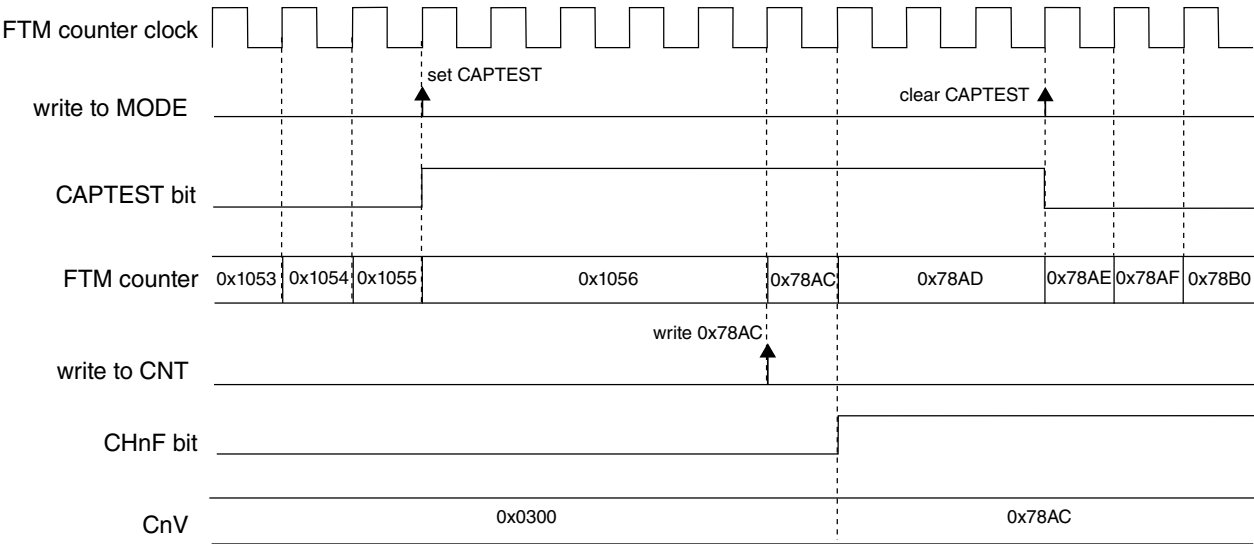 FTM counter clock
set CAPTEST
clear CAPTEST
write to MODE
CAPTEST bit
FTM counter 0x1053 0x1054 0x1055 0x1056 0x78AC 0x78AD 0x78AE 0x78AF 0x78B0
write 0x78AC
write to CNT
CHnF bit
CnV 0x0300 0x78AC